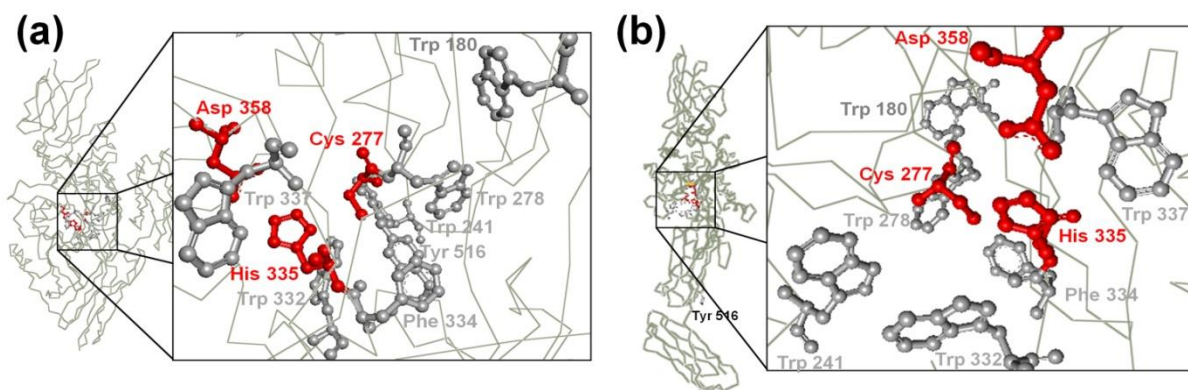 (a)
Trp 180
Asp 358
Cys 277
Trp 337
Trp 278
Trp 241
Tyr 516
His 335
Trp 332
Phe 334
(b)
Asp 358
Trp 180
Cys 277
Trp 278
Trp 337
His 335
Phe 334
Tyr 516
Trp 241
Trp 332